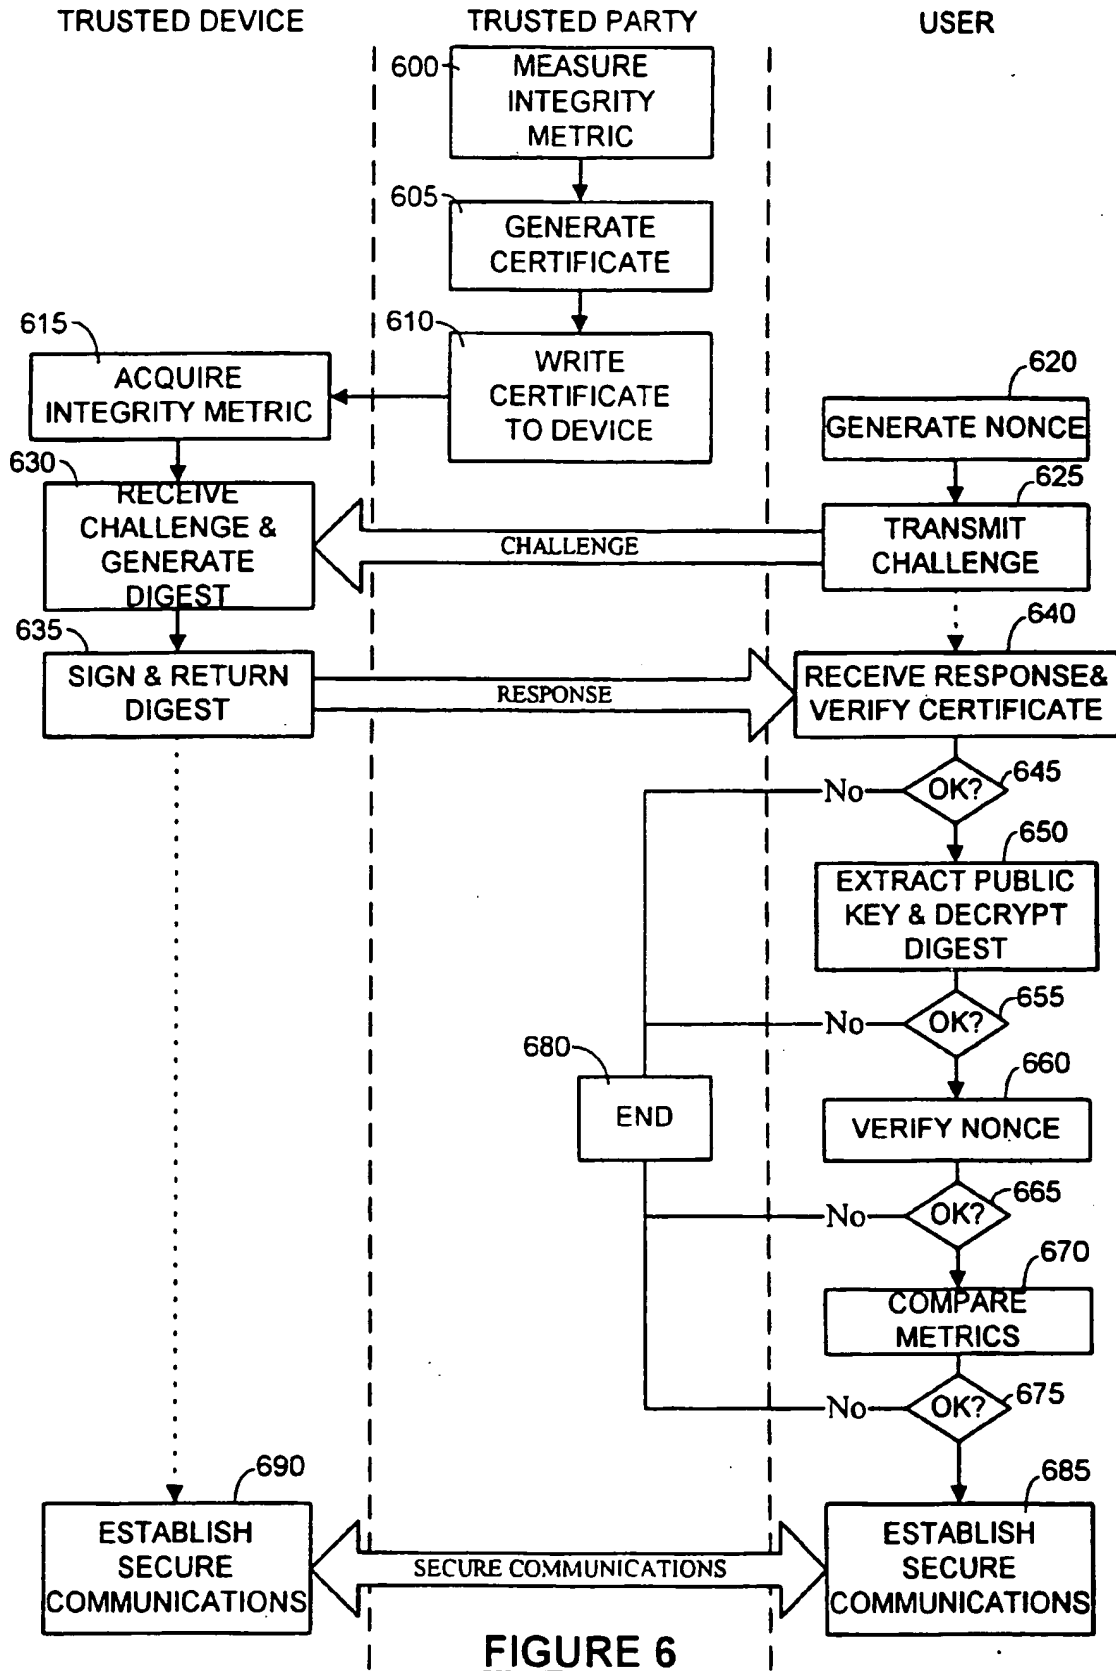 TRUSTED DEVICE
TRUSTED PARTY
USER
600
MEASURE
INTEGRITY
METRIC
605
GENERATE
CERTIFICATE
610
WRITE
CERTIFICATE
TO DEVICE
615
ACQUIRE
INTEGRITY METRIC
620
GENERATE NONCE
625
TRANSMIT
CHALLENGE
CHALLENGE
630
RECEIVE
CHALLENGE &
GENERATE
DIGEST
635
SIGN & RETURN
DIGEST
RESPONSE
640
RECEIVE RESPONSE&
VERIFY CERTIFICATE
645
OK?
No
650
EXTRACT PUBLIC
KEY & DECRYPT
DIGEST
655
OK?
No
680
END
660
VERIFY NONCE
665
OK?
No
670
COMPARE
METRICS
675
OK?
No
690
ESTABLISH
SECURE
COMMUNICATIONS
SECURE COMMUNICATIONS
685
ESTABLISH
SECURE
COMMUNICATIONS
FIGURE 6